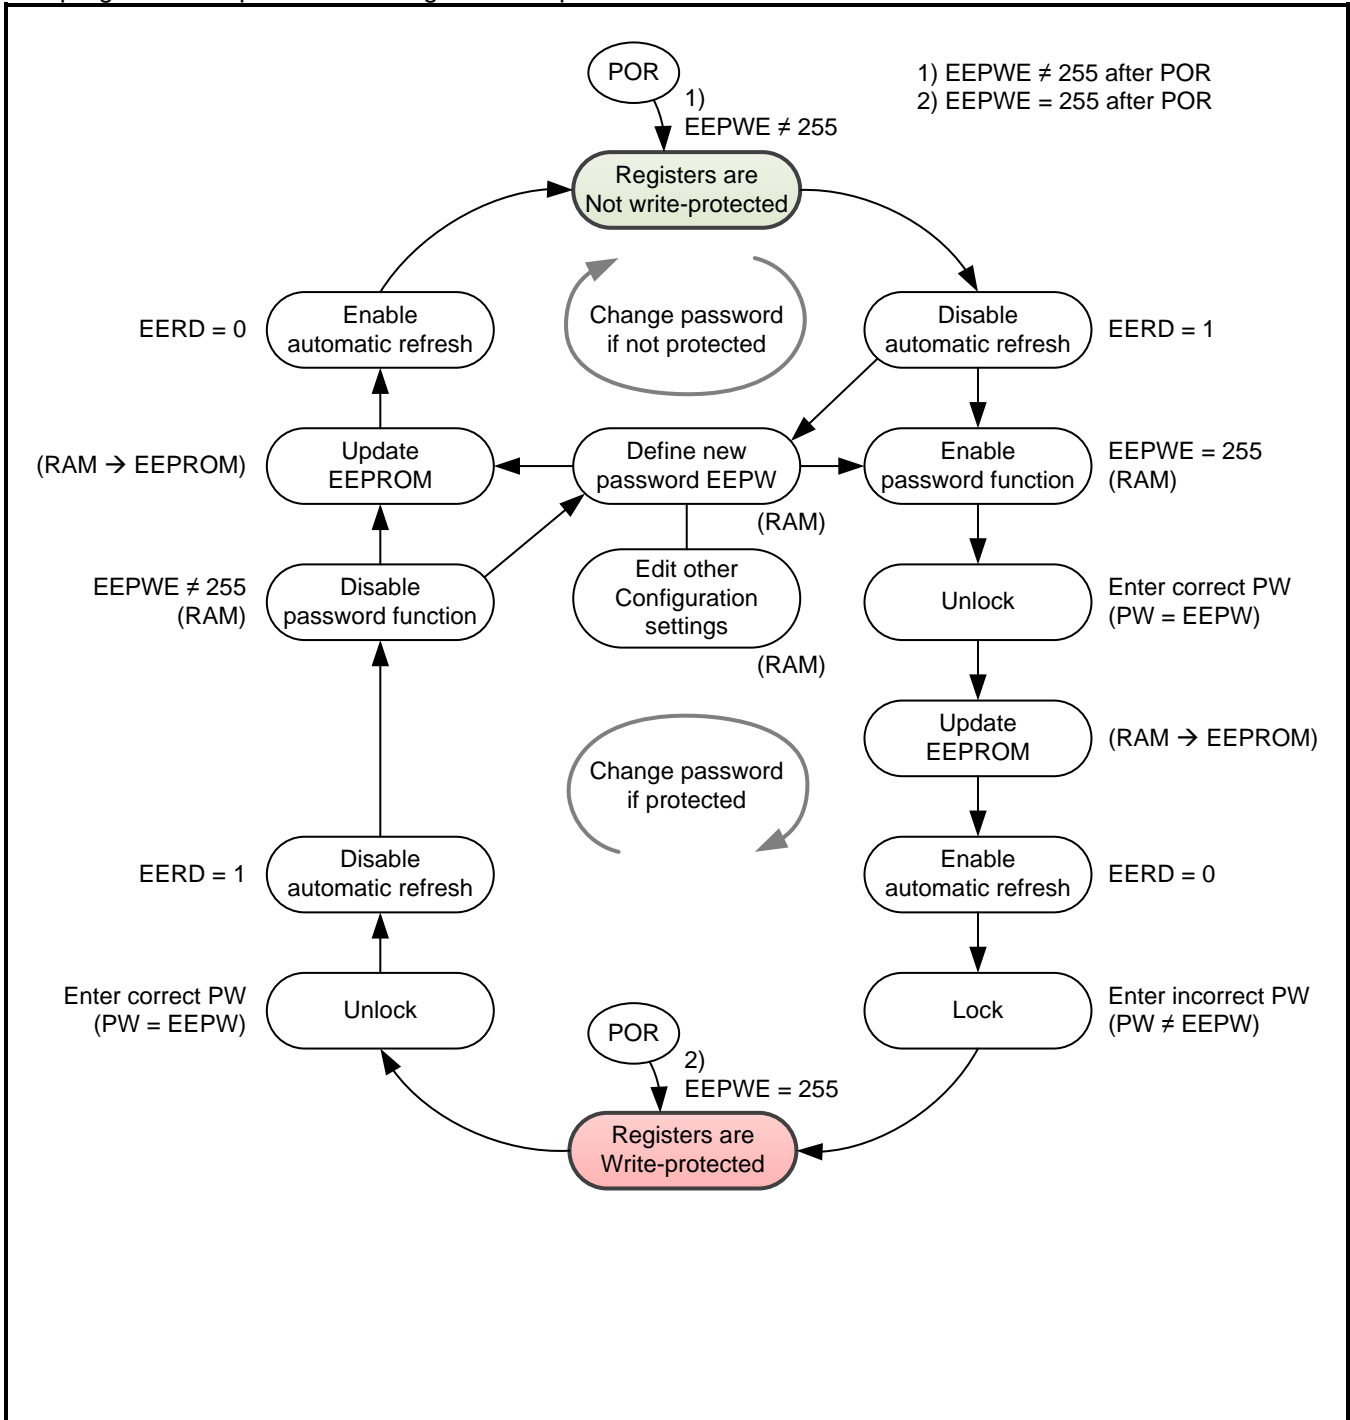 POR
1)
EEPWE ≠ 255
1) EEPWE ≠ 255 after POR
2) EEPWE = 255 after POR
Registers are
Not write-protected
EERD = 0
Enable
automatic refresh
Change password
if not protected
Disable
automatic refresh
EERD = 1
(RAM → EEPROM)
Update
EEPROM
Define new
password EEPW
(RAM)
Enable
password function
EEPWE = 255
(RAM)
EEPWE ≠ 255
(RAM)
Disable
password function
Edit other
Configuration
settings
(RAM)
Unlock
Enter correct PW
(PW = EEPW)
Update
EEPROM
(RAM → EEPROM)
Change password
if protected
EERD = 1
Disable
automatic refresh
Enable
automatic refresh
EERD = 0
Enter correct PW
(PW = EEPW)
Unlock
Lock
Enter incorrect PW
(PW ≠ EEPW)
POR
2)
EEPWE = 255
Registers are
Write-protected